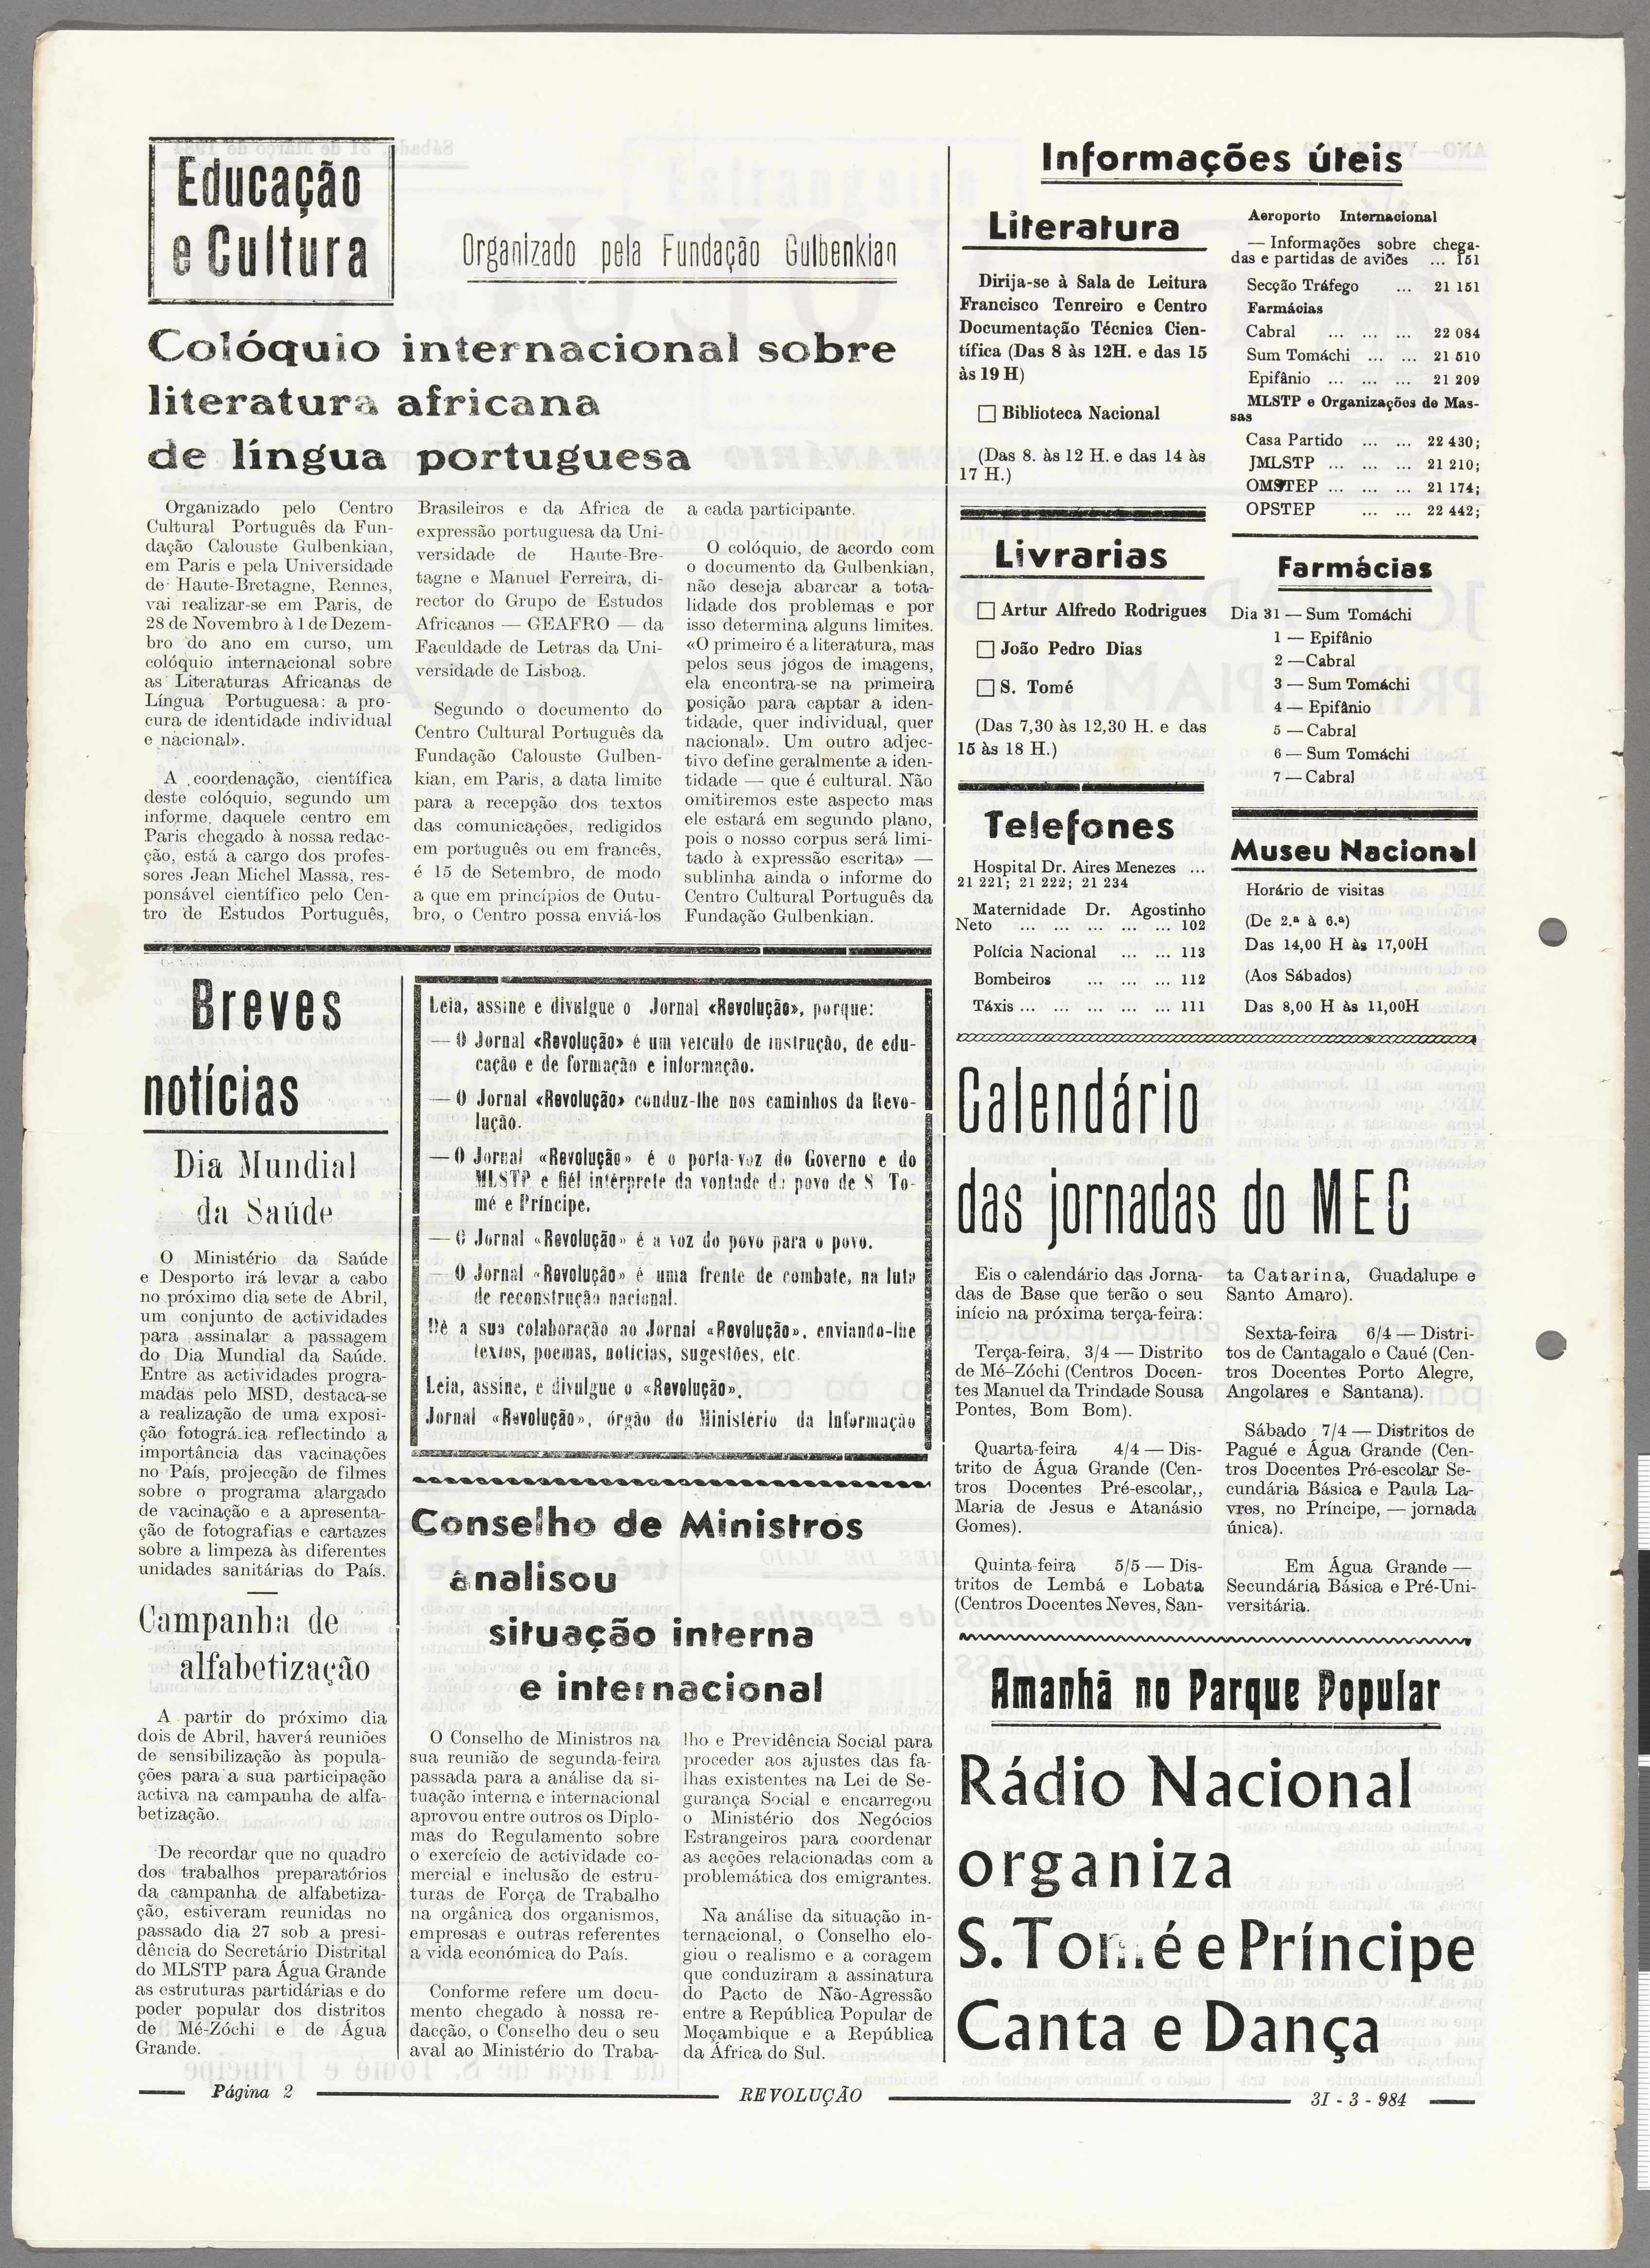 Educação
e Cultura
Organizado pela Fundação Gulbenkian
Colóquio internacional sobre
literatura africana
de língua portuguesa
Organizado pelo Centro
Cultural Português da Fun-
dação Calouste Gulbenkian,
em Paris e pela Universidade
de Haute-Bretagne, Rennes,
vai realizar-se em Paris, de
28 de Novembro à 1 de Dezem-
bro do ano em curso, um
colóquio internacional sobre
as Literaturas Africanas de
Língua Portuguesa: a pro-
cura de identidade individual
e nacional».
A coordenação, científica
deste colóquio, segundo um
informe daquele centro em
Paris chegado à nossa redac-
ção, está a cargo dos profes-
sores Jean Michel Massa, res-
ponsável científico pelo Cen-
tro de Estudos Português,
Brasileiros e da Africa de
expressão portuguesa da Uni-
versidade de Haute-Bre-
tagne e Manuel Ferreira, di-
rector do Grupo de Estudos
Africanos — GEAFRO — da
Faculdade de Letras da Uni-
versidade de Lisboa.
Segundo o documento do
Centro Cultural Português da
Fundação Calouste Gulben-
kian, em Paris, a data limite
para a recepção dos textos
das comunicações, redigidos
em português ou em francês,
é 15 de Setembro, de modo
a que em princípios de Outu-
bro, o Centro possa enviá-los
a cada participante.
O colóquio, de acordo com
o documento da Gulbenkian,
não deseja abarcar a tota-
lidade dos problemas e por
isso determina alguns limites.
«O primeiro é a literatura, mas
pelos seus jógos de imagens,
ela encontra-se na primeira
posição para captar a iden-
tidade, quer individual, quer
nacional». Um outro adjec-
tivo define geralmente a iden-
tidade — que é cultural. Não
omitiremos este aspecto mas
ele estará em segundo plano,
pois o nosso corpus será limi-
tado à expressão escrita» —
sublinha ainda o informe do
Centro Cultural Português da
Fundação Gulbenkian.
Breves
notícias
Dia Mundial
da Saúde
O Ministério da Saúde
e Desporto irá levar a cabo
no próximo dia sete de Abril,
um conjunto de actividades
para assinalar a passagem
do Dia Mundial da Saúde.
Entre as actividades progra-
madas pelo MSD, destaca-se
a realização de uma exposi-
ção fotográ.ica reflectindo a
importância das vacinações
no País, projecção de filmes
sobre o programa alargado
de vacinação e a apresenta-
ção de fotografias e cartazes
sobre a limpeza às diferentes
unidades sanitárias do País.
Campanha de
alfabetização
A partir do próximo dia
dois de Abril, haverá reuniões
de sensibilização às popula-
ções para a sua participação
activa na campanha de alfa-
betização.
De recordar que no quadro
dos trabalhos preparatórios
da campanha de alfabetiza-
ção, estiveram reunidas no
passado dia 27 sob a presi-
dência do Secretário Distrital
do MLSTP para Água Grande
as estruturas partidárias e do
poder popular dos distritos
de Mé-Zóchi e de Água
Grande.
Leia, assine e divulgue o Jornal «Revolução», porque:
— O Jornal «Revolução» é um veiculo de instrução, de edu-
cação e de formação e informação.
— O Jornal «Revolução» conduz-lhe nos caminhos da Revo-
lução.
— O Jornal «Revolução» é o porta-voz do Governo e do
MLSTP e fiél intérprete da vontade do povo de S To-
mé e Príncipe.
— O Jornal «Revolução» é a voz do povo para o povo.
— O Jornal «Revolução» é uma frente de combate, na luta
de reconstrução nacional.
Dê a sua colaboração ao Jornal «Revolução», enviando-lhe
textos, poemas, notícias, sugestões, etc.
Leia, assine, e divulgue o «Revolução».
Jornal «Revolução», órgão do Ministério da Informação
Conselho de Ministros
analisou
situação interna
e internacional
O Conselho de Ministros na
sua reunião de segunda-feira
passada para a análise da si-
tuação interna e internacional
aprovou entre outros os Diplo-
mas do Regulamento sobre
o exercício de actividade co-
mercial e inclusão de estru-
turas de Força de Trabalho
na orgânica dos organismos,
empresas e outras referentes
a vida económica do País.
Conforme refere um docu-
mento chegado à nossa re-
dacção, o Conselho deu o seu
aval ao Ministério do Traba-
lho e Previdência Social para
proceder aos ajustes das fa-
lhas existentes na Lei de Se-
gurança Social e encarregou
o Ministério dos Negócios
Estrangeiros para coordenar
as acções relacionadas com a
problemática dos emigrantes.
Na análise da situação in-
ternacional, o Conselho elo-
giou o realismo e a coragem
que conduziram a assinatura
do Pacto de Não-Agressão
entre a República Popular de
Moçambique e a República
da África do Sul.
Informações úteis
Literatura
Dirija-se à Sala de Leitura
Francisco Tenreiro e Centro
Documentação Técnica Cien-
tífica (Das 8 às 12H. e das 15
às 19 H)
□ Biblioteca Nacional
(Das 8. às 12 H. e das 14 às
17 H.)
Livrarias
□ Artur Alfredo Rodrigues
□ João Pedro Dias
□ S. Tomé
(Das 7,30 às 12,30 H. e das
15 às 18 H.)
Telefones
Hospital Dr. Aires Menezes ...
21 221; 21 222; 21 234
Maternidade Dr. Agostinho
Neto ... ... ... ... ... 102
Polícia Nacional ... ... 113
Bombeiros ... ... ... 112
Táxis ... ... ... ... ... 111
Aeroporto Internacional
— Informações sobre chega-
das e partidas de aviões ... 151
Secção Tráfego ... 21 151
Farmácias
Cabral ... ... ... 22 084
Sum Tomáchi ... ... 21 510
Epifânio ... ... ... 21 209
MLSTP e Organizações de Mas-
sas
Casa Partido ... ... 22 430;
JMLSTP ... ... ... 21 210;
OMSTEP ... ... ... 21 174;
OPSTEP ... ... 22 442;
Farmácias
Dia 31 — Sum Tomáchi
1 — Epifânio
2 —Cabral
3 — Sum Tomáchi
4 — Epifânio
5 — Cabral
6 — Sum Tomáchi
7 — Cabral
Museu Nacional
Horário de visitas
(De 2.ª à 6.ª)
Das 14,00 H às 17,00H
(Aos Sábados)
Das 8,00 H às 11,00H
Calendário
das jornadas do MEC
Eis o calendário das Jorna-
das de Base que terão o seu
início na próxima terça-feira:
Terça-feira, 3/4 — Distrito
de Mé-Zóchi (Centros Docen-
tes Manuel da Trindade Sousa
Pontes, Bom Bom).
Quarta-feira 4/4 — Dis-
trito de Água Grande (Cen-
tros Docentes Pré-escolar,,
Maria de Jesus e Atanásio
Gomes).
Quinta-feira 5/5 — Dis-
tritos de Lembá e Lobata
(Centros Docentes Neves, San-
ta Catarina, Guadalupe e
Santo Amaro).
Sexta-feira 6/4 — Distri-
tos de Cantagalo e Caué (Cen-
tros Docentes Porto Alegre,
Angolares e Santana).
Sábado 7/4 — Distritos de
Pagué e Água Grande (Cen-
tros Docentes Pré-escolar Se-
cundária Básica e Paula La-
vres, no Príncipe, — jornada
única).
Em Água Grande —
Secundária Básica e Pré-Uni-
versitária.
Amanhã no Parque Popular
Rádio Nacional
organiza
S. Tomé e Príncipe
Canta e Dança
Página 2
REVOLUÇÃO
31 - 3 - 984